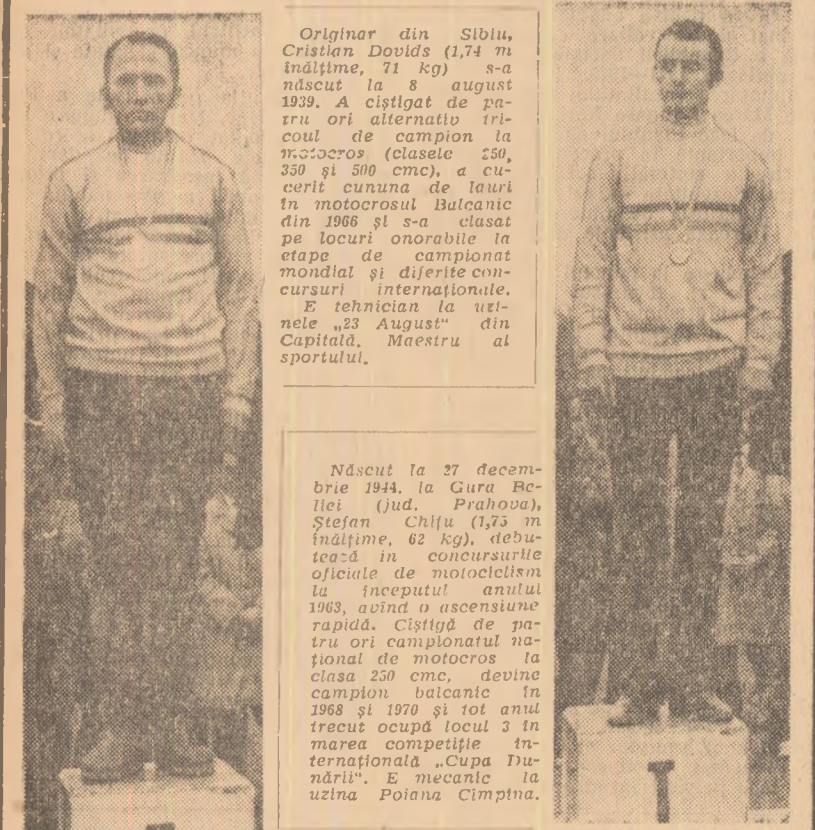 Originar din Sibiu,
Cristian Dovids (1,74 m
înălțime, 71 kg) s-a
născut la 8 august
1939. A cîștigat de pa-
tru ori alternativ tri-
coul de campion la
motocros (clasele 250,
350 și 500 cmc), a cu-
cerit cununa de lauri
în motocrosul Balcanic
din 1966 și s-a clasat
pe locuri onorabile la
etape de campionat
mondial și diferite con-
cursuri internaționale.
E tehnician la uzi-
nele „23 August“ din
Capitală. Maestru al
sportului.
Născut la 27 decem-
brie 1944, la Gura Be-
liei (jud. Prahova),
Ștefan Chițu (1,75 m
înălțime, 62 kg), debu-
tează în concursurile
oficiale de motociclism
la începutul anului
1963, avînd o ascensiune
rapidă. Cîștigă de pa-
tru ori campionatul na-
țional de motocros la
clasa 250 cmc, devine
campion balcanic în
1968 și 1970 și tot anul
trecut ocupă locul 3 în
marea competiție in-
ternațională „Cupa Du-
nării“. E mecanic la
uzina Poiana Cîmpina.
I